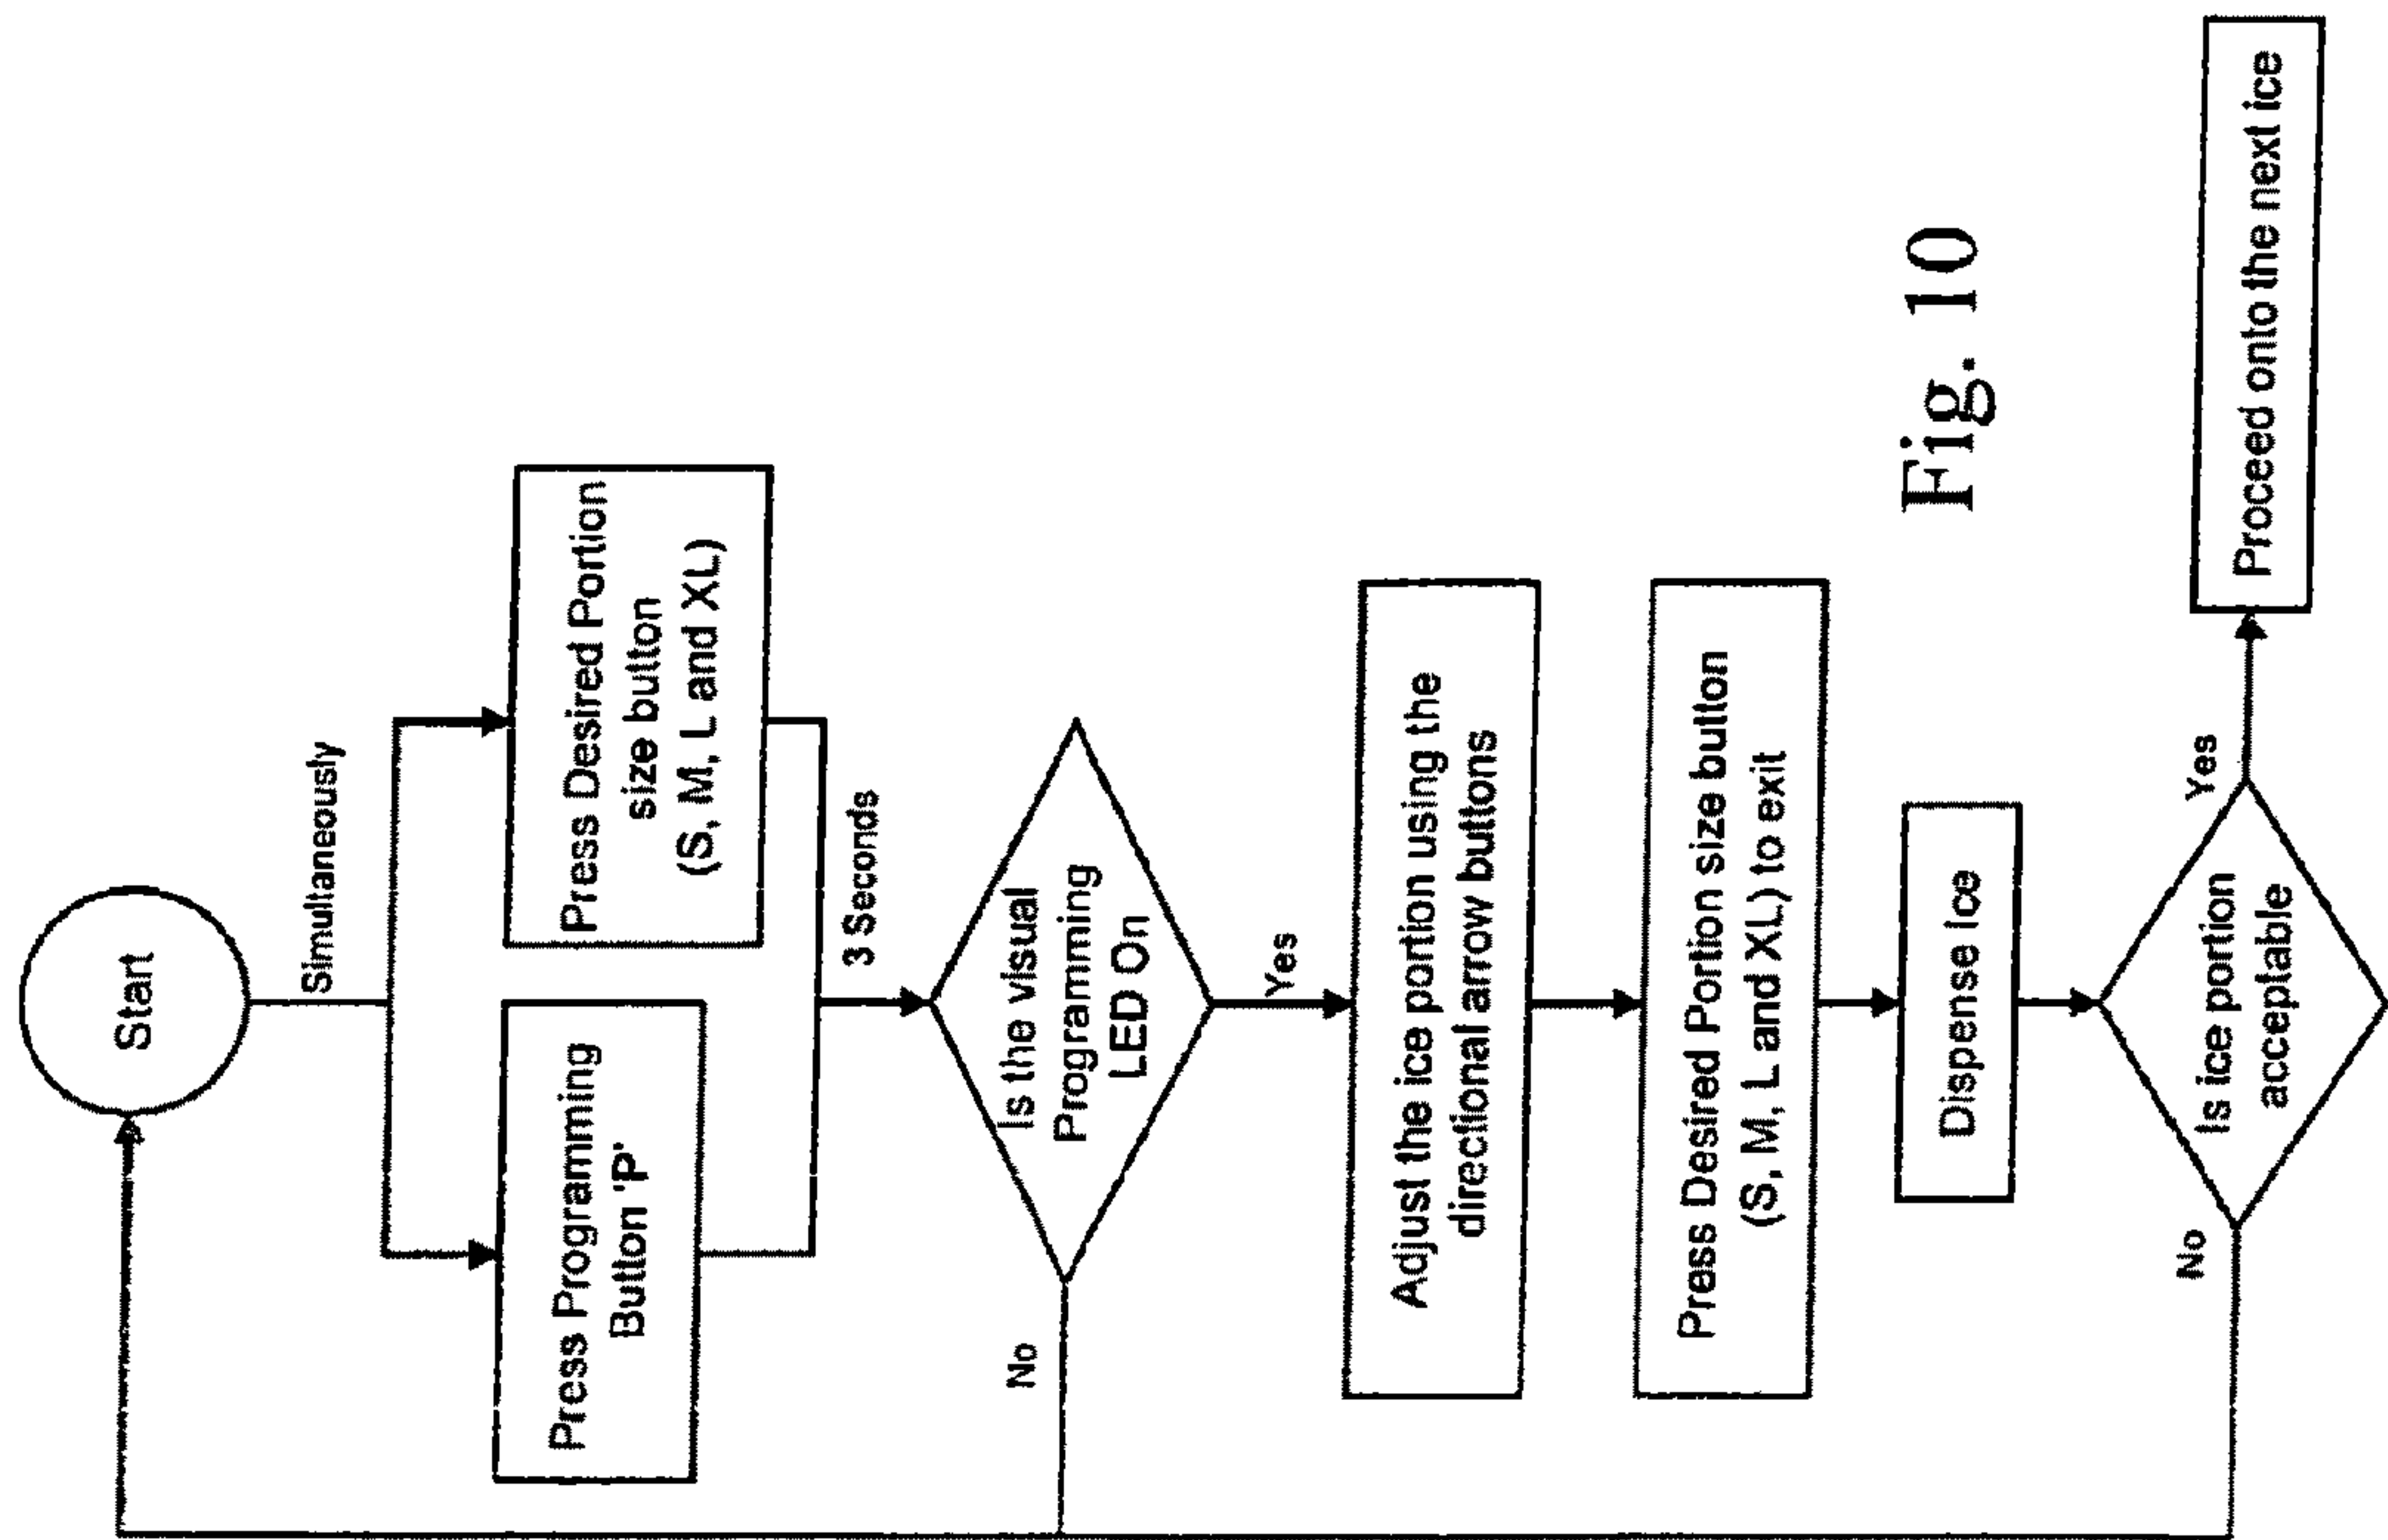 Start
Simultaneously
Press Programming
Button 'P'
Press Desired Portion
size button
(S, M, L and XL)
3 Seconds
Is the visual
Programming
LED On
No
Yes
Adjust the ice portion using the
directional arrow buttons
Press Desired Portion size button
(S, M, L and XL) to exit
Dispense Ice
Is ice portion
acceptable
No
Yes
Proceed onto the next ice
Fig. 10